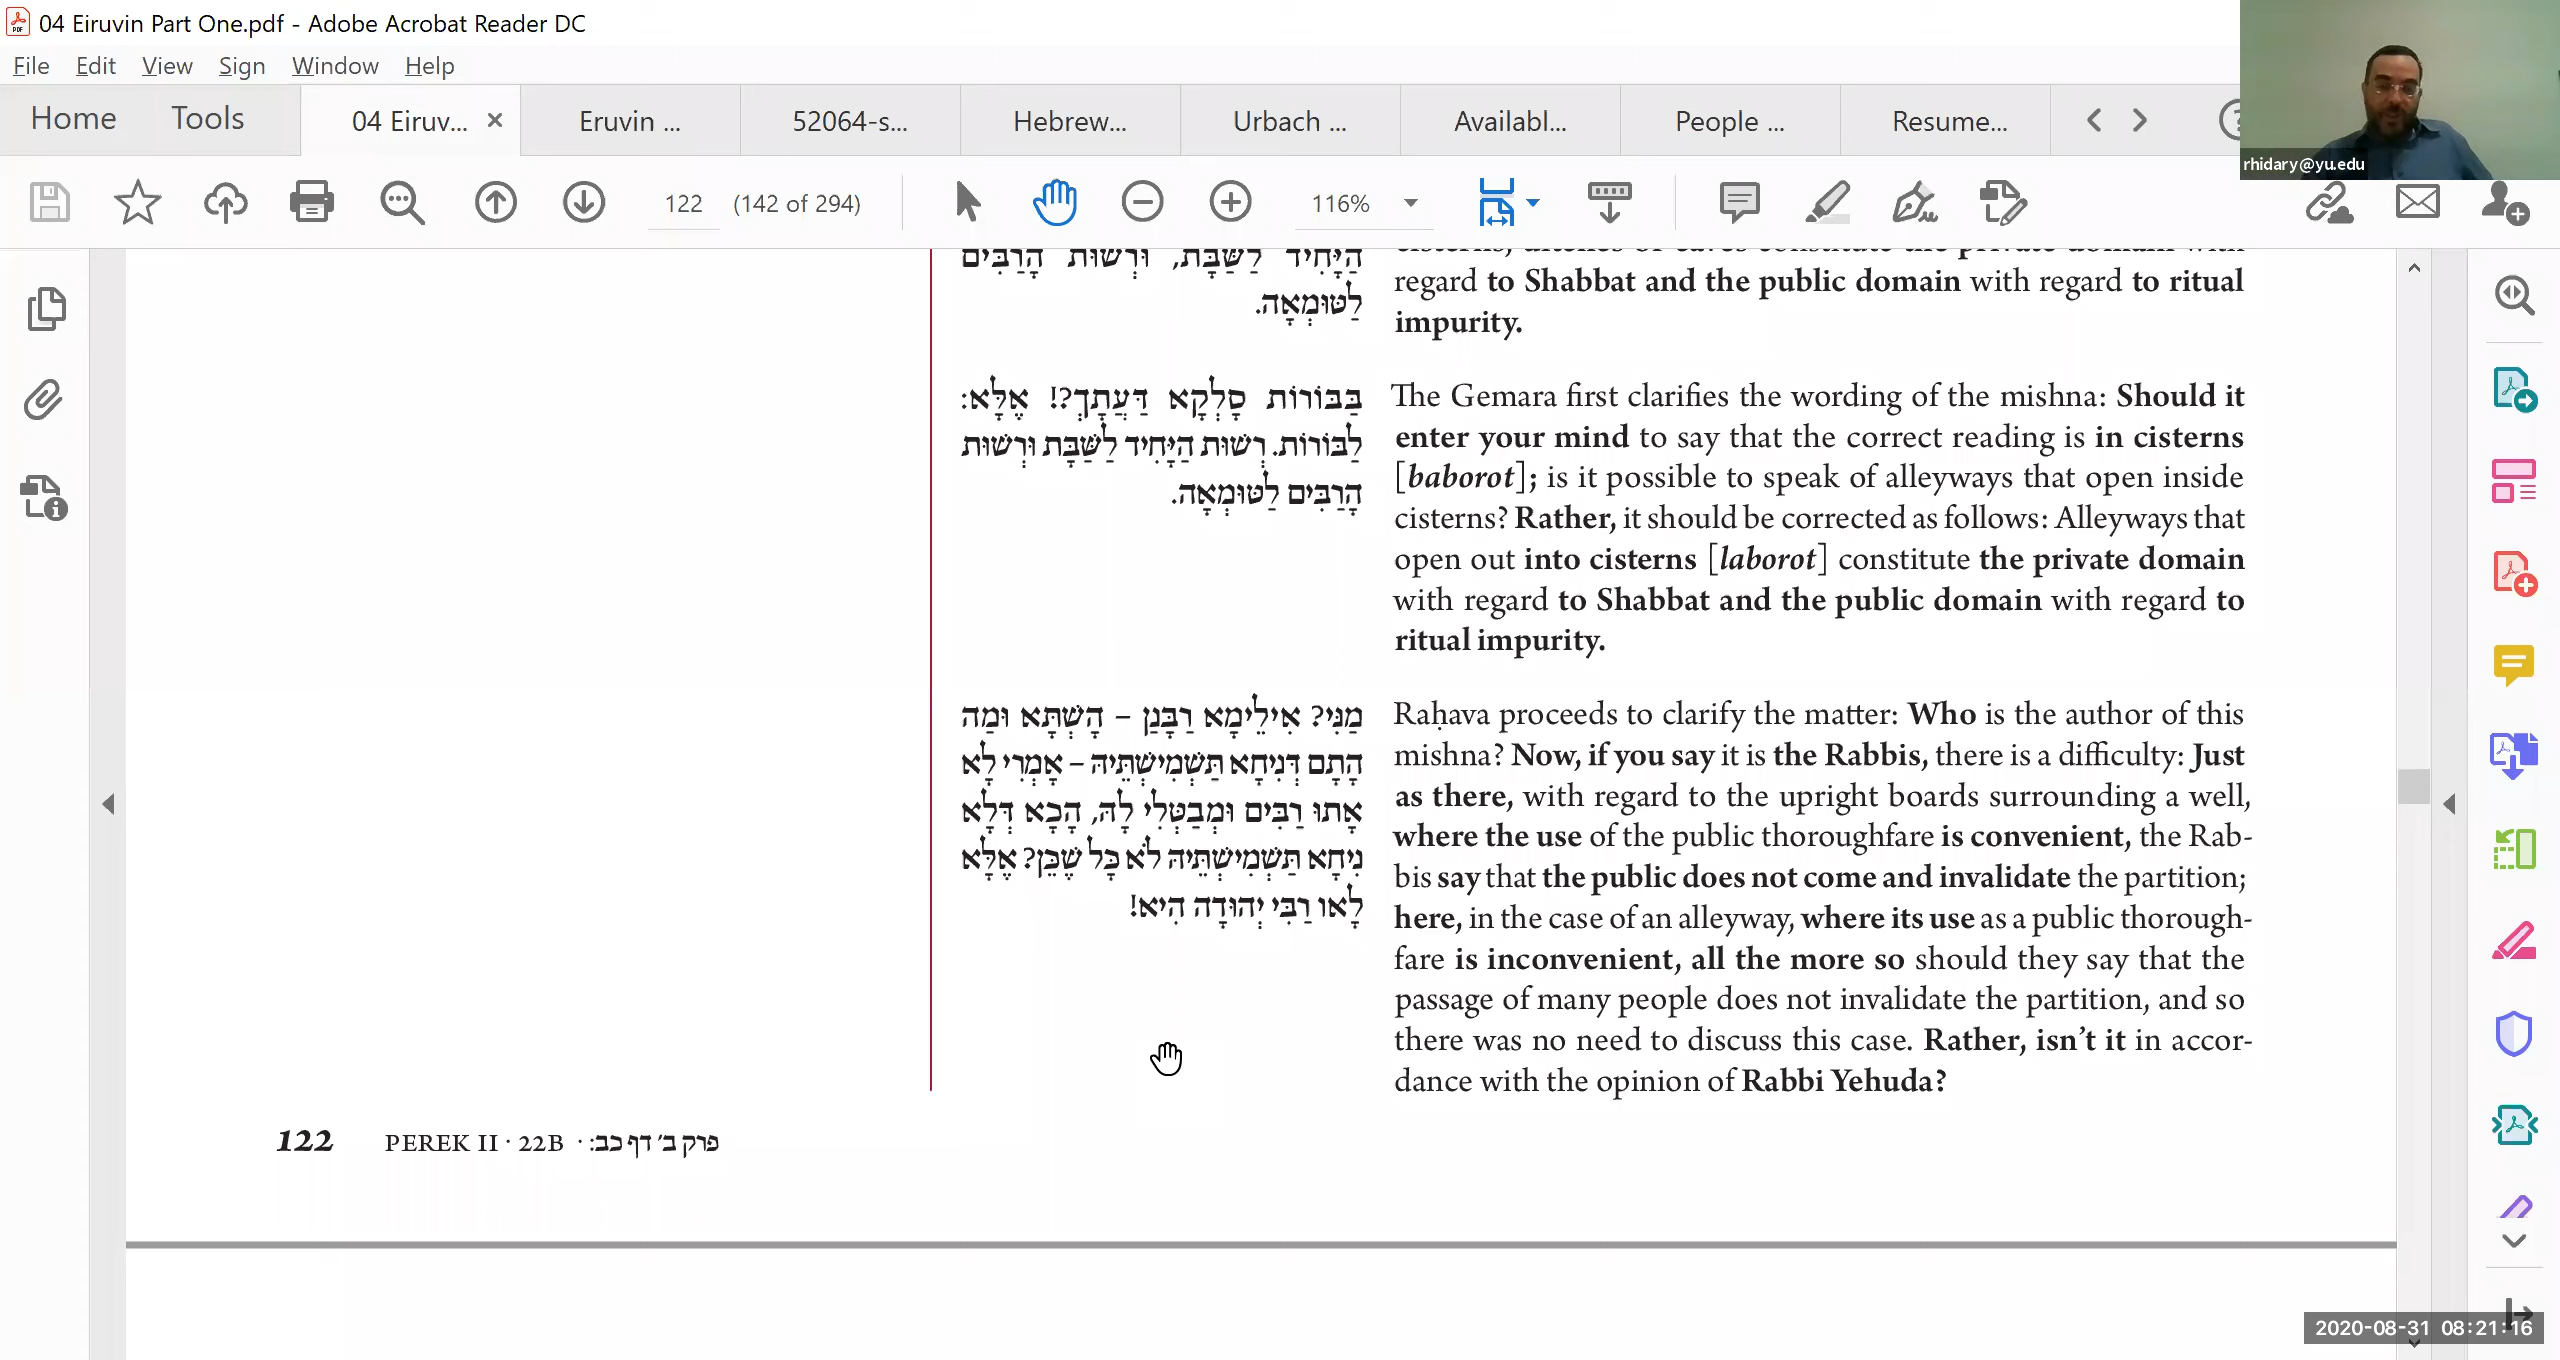 04 Eiruvin Part One.pdf - Adobe Acrobat Reader DC
File Edit View Sign Window Help
Home Tools 04 Eiruv... Eruvin ... 52064-s... Hebrew... Urbach ... Availabl... People ... Resume...
rhidary@yu.edu
122 (142 of 294) 116%
הַיָּחִיד לַשַּׁבָּת, וּרְשׁוּת הָרַבִּים
לַטּוּמְאָה.
בַּבּוֹרוֹת סָלְקָא דַּעֲתָךְ?! אֶלָּא:
לַבּוֹרוֹת. רְשׁוּת הַיָּחִיד לַשַּׁבָּת וּרְשׁוּת
הָרַבִּים לַטּוּמְאָה.
מַנִּי? אִילֵימָא רַבָּנַן – הָשְׁתָּא וּמַה
הָתָם דְּנִיחָא תַּשְׁמִישְׁתֵּיהּ – אָמְרִי לָא
אָתוּ רַבִּים וּמְבַטְּלִי לָהּ, הָכָא דְּלָא
נִיחָא תַּשְׁמִישְׁתֵּיהּ לֹא כׇּל שֶׁכֵּן? אֶלָּא
לָאו רַבִּי יְהוּדָה הִיא!
cisterns, ditches or caves constitute the private domain with
regard to Shabbat and the public domain with regard to ritual
impurity.
The Gemara first clarifies the wording of the mishna: Should it
enter your mind to say that the correct reading is in cisterns
[baborot]; is it possible to speak of alleyways that open inside
cisterns? Rather, it should be corrected as follows: Alleyways that
open out into cisterns [laborot] constitute the private domain
with regard to Shabbat and the public domain with regard to
ritual impurity.
Raḥava proceeds to clarify the matter: Who is the author of this
mishna? Now, if you say it is the Rabbis, there is a difficulty: Just
as there, with regard to the upright boards surrounding a well,
where the use of the public thoroughfare is convenient, the Rab-
bis say that the public does not come and invalidate the partition;
here, in the case of an alleyway, where its use as a public thorough-
fare is inconvenient, all the more so should they say that the
passage of many people does not invalidate the partition, and so
there was no need to discuss this case. Rather, isn't it in accor-
dance with the opinion of Rabbi Yehuda?
122 PEREK II · 22B · פרק ב׳ דף כב:
2020-08-31 08:21:16